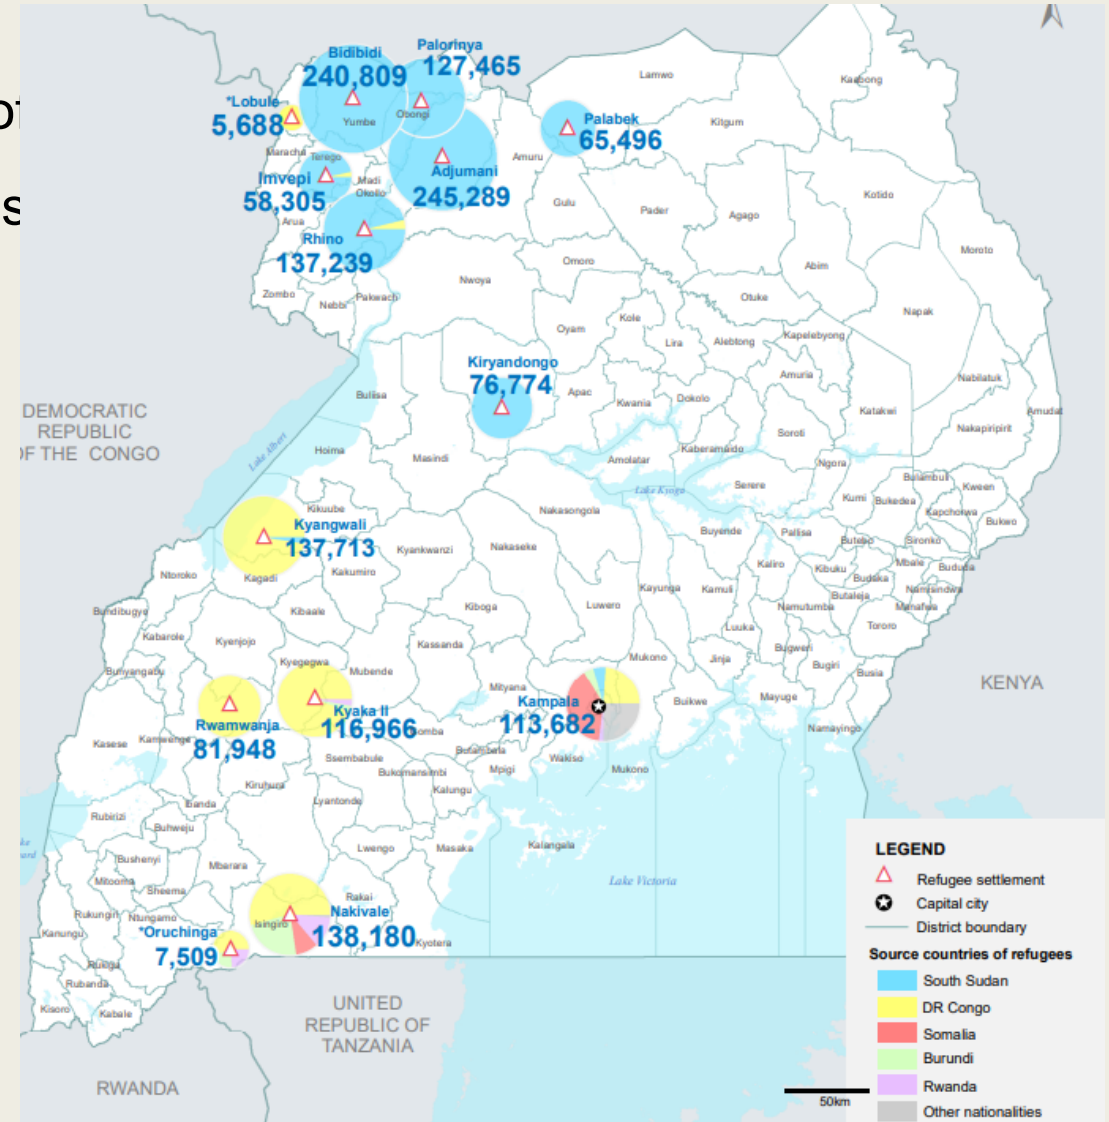 of
s
Bidibidi
240,809
Palorinya
127,465
*Lobule
5,688
Yumbe
Obongi
Lamwo
Kaabong
Palabek
65,496
Kitgum
Maracha
Terego
Imvepi
58,305
Madi
Okollo
Adjumani
245,289
Amuru
Gulu
Pader
Agago
Kotido
Arua
Rhino
137,239
Omoro
Abim
Moroto
Zombo
Nebbi
Pakwach
Nwoya
Otuke
Napak
Oyam
Kole
Lira
Alebtong
Kapelebyong
Kiryandongo
76,774
Apac
Kwania
Dokolo
Amuria
Nabilatuk
Buliisa
Katakwi
Amudat
Nakapiripirit
DEMOCRATIC
REPUBLIC
OF THE CONGO
Lake Albert
Hoima
Masindi
Amolatar
Kaberamaido
Soroti
Ngora
Lake Kyoga
Serere
Kumi
Bukedea
Bulambuli
Kween
Kapchorwa
Bukwo
Kikuube
Kyangwali
137,713
Nakasongola
Kyankwanzi
Nakaseke
Buyende
Pallisa
Butebo
Sironko
Kagadi
Kakumiro
Ntoroko
Kaliro
Kibuku
Budaka
Mbale
Bududa
Bundibugyo
Kibaale
Kiboga
Luwero
Kayunga
Kamuli
Namutumba
Butaleja
Namisindwa
Manafwa
Kabarole
Kyenjojo
Kassanda
Luuka
Tororo
Bunyangabu
Kyegegwa
Mubende
Mukono
Jinja
Bugweri
Bugiri
Busia
KENYA
Mityana
Kampala
113,682
Buikwe
Mayuge
Namayingo
Rwamwanja
81,948
Kyaka II
116,966
Gomba
Kasese
Kamwenge
Ssembabule
Butambala
Wakiso
Mpigi
Mukono
Bukomansimbi
Kalungu
Kiruhura
Lyantonde
Ibanda
Rubirizi
Buhweju
Lwengo
Masaka
Kalangala
Bushenyi
Mbarara
Mitooma
Sheema
Lake Victoria
Rakai
Rukungiri
Ntungamo
Isingiro
Nakivale
138,180
Kyotera
Kanungu
*Oruchinga
7,509
Rukiga
Rubanda
Kisoro
Kabale
UNITED
REPUBLIC OF
TANZANIA
RWANDA
LEGEND
Refugee settlement
Capital city
District boundary
Source countries of refugees
South Sudan
DR Congo
Somalia
Burundi
Rwanda
Other nationalities
50km